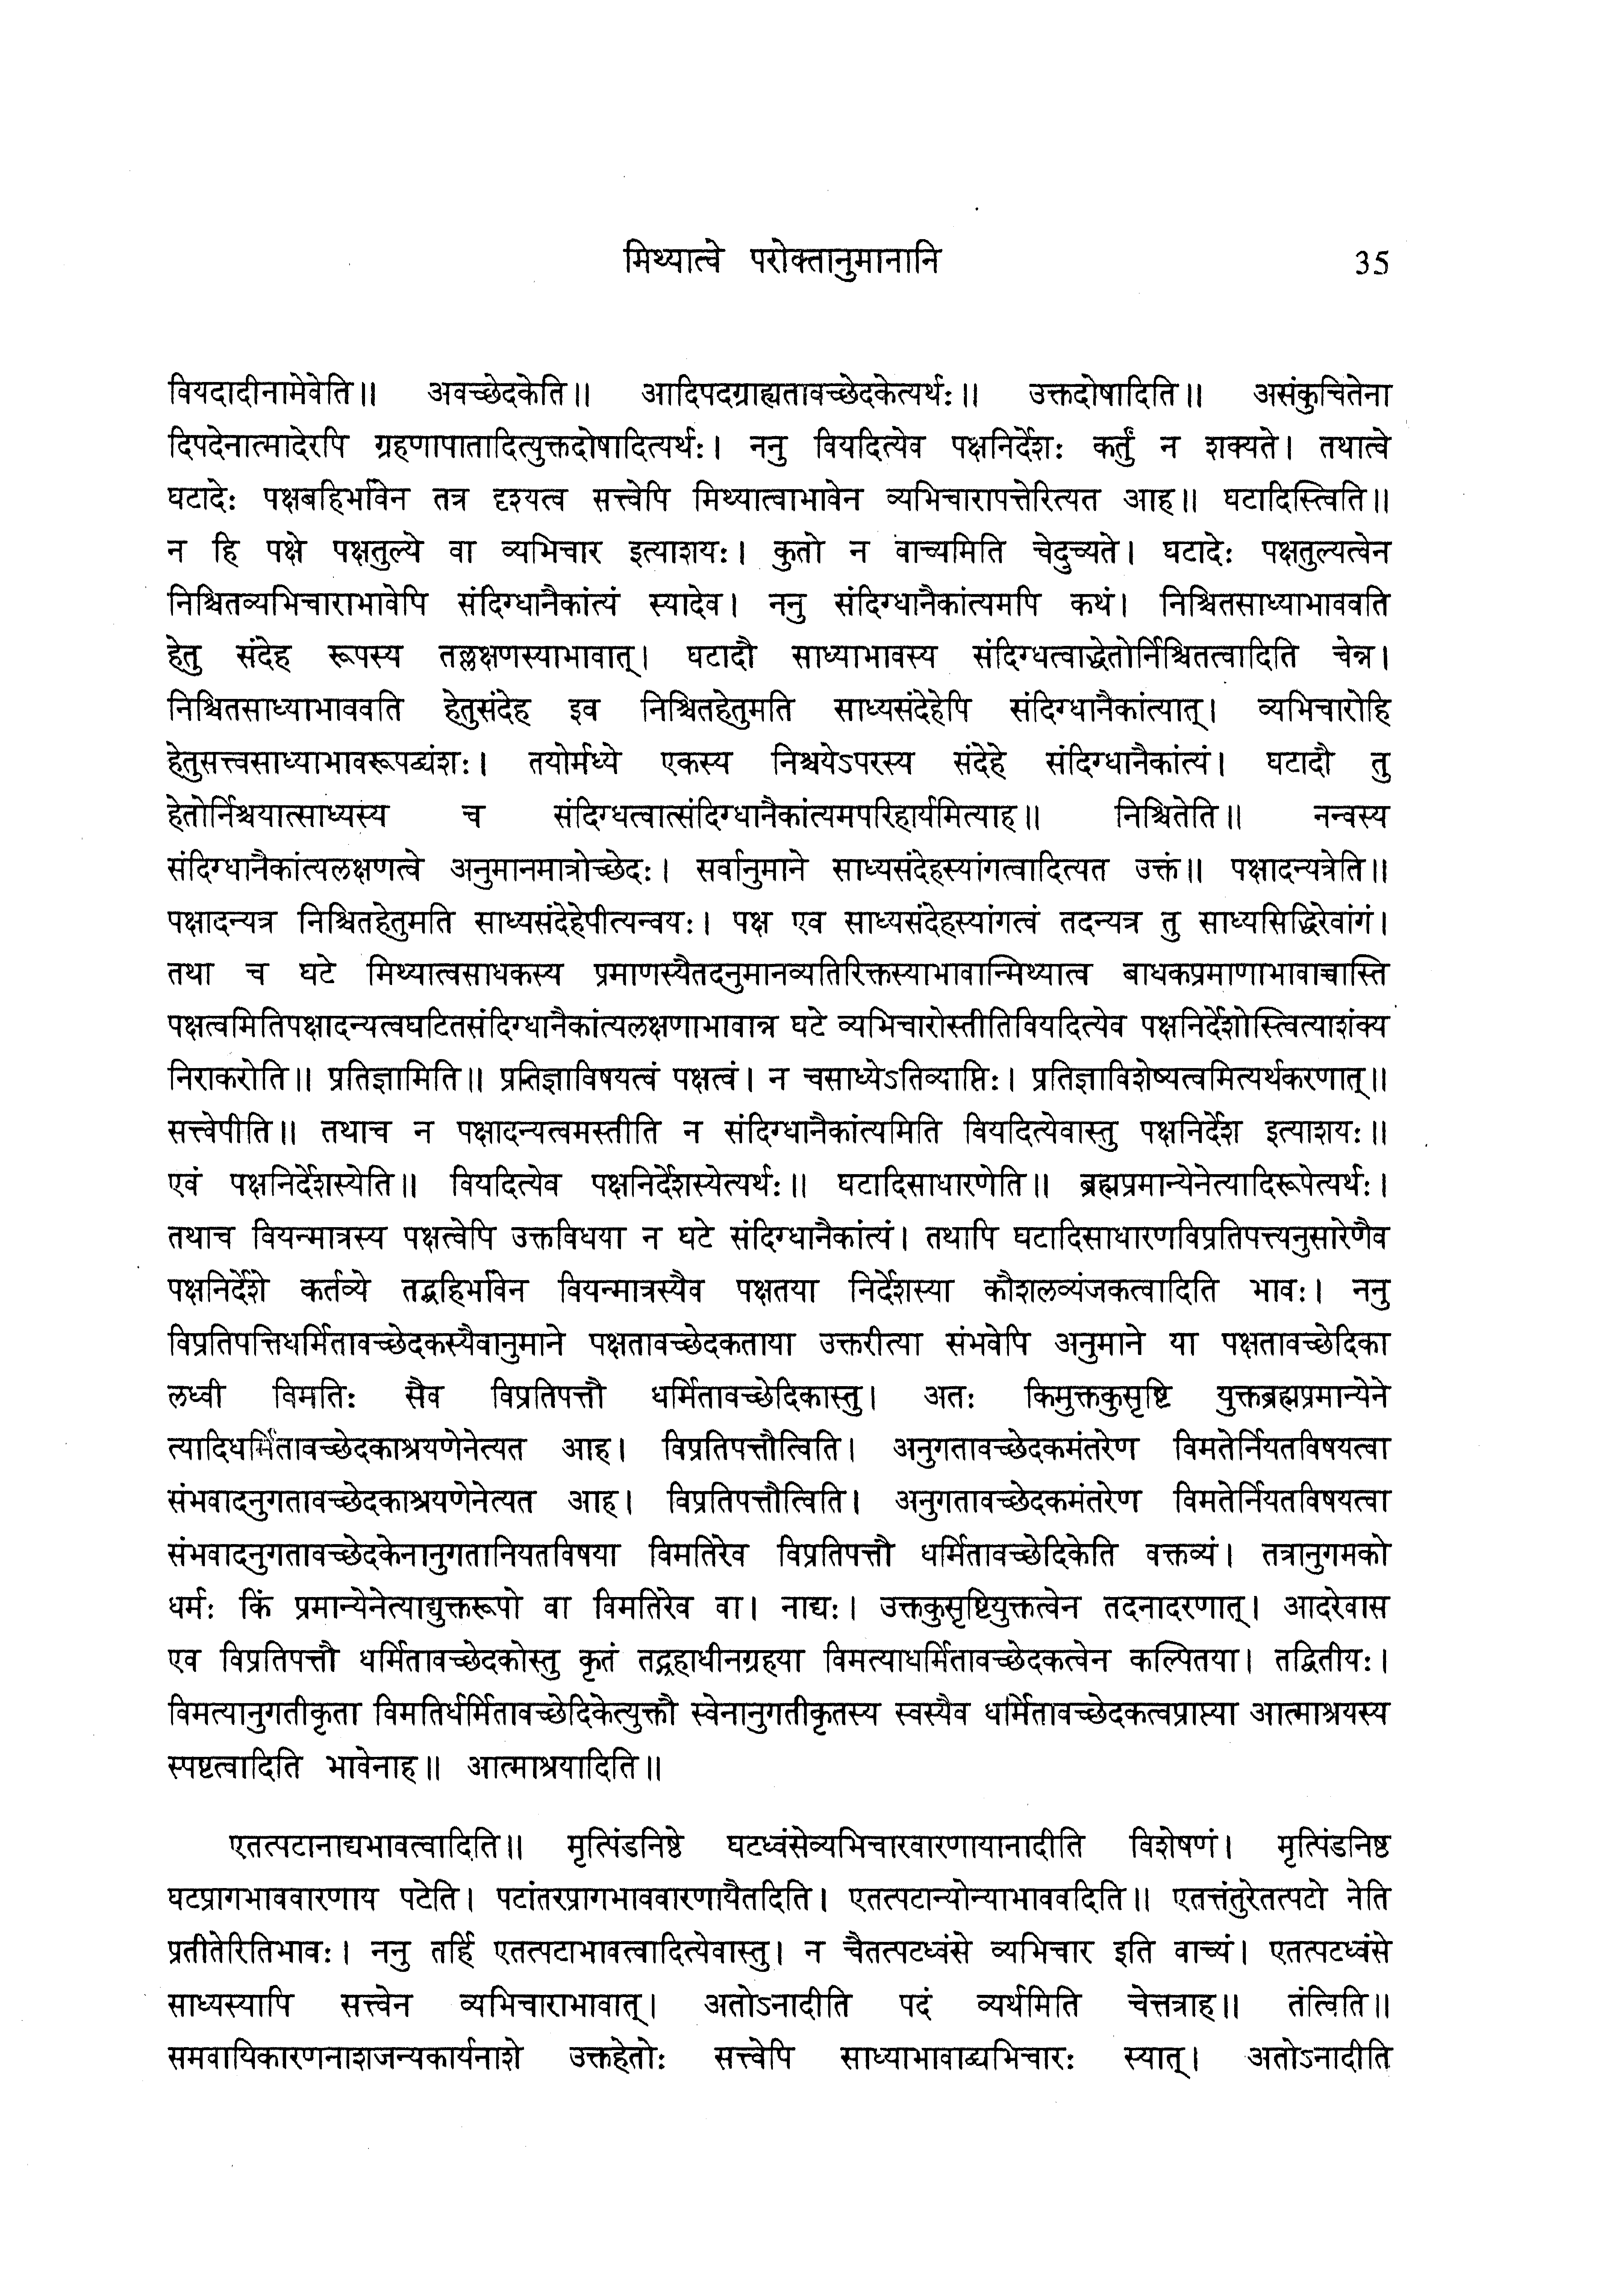 मिथ्यात्वे परोक्तानुमानानि 35
वियदादीनामेवेति॥ अवच्छेदकेति॥ आदिपदग्राह्यतावच्छेदकेत्यर्थः॥ उक्तदोषादिति॥ असंकुचितेना
दिपदेनात्मादेरपि ग्रहणापातादित्युक्तदोषादित्यर्थः। ननु वियदित्येव पक्षनिर्देशः कर्तुं न शक्यते। तथात्वे
घटादेः पक्षबहिर्भावेन तत्र दृश्यत्व सत्त्वेपि मिथ्यात्वाभावेन व्यभिचारापत्तेरित्यत आह॥ घटादिस्त्विति॥
न हि पक्षे पक्षतुल्ये वा व्यभिचार इत्याशयः। कुतो न वाच्यमिति चेदुच्यते। घटादेः पक्षतुल्यत्वेन
निश्चितव्यभिचाराभावेपि संदिग्धानैकांत्यं स्यादेव। ननु संदिग्धानैकांत्यमपि कथं। निश्चितसाध्याभाववति
हेतु संदेह रूपस्य तल्लक्षणस्याभावात्। घटादौ साध्याभावस्य संदिग्धत्वाद्धेतोर्निश्चितत्वादिति चेन्न।
निश्चितसाध्याभाववति हेतुसंदेह इव निश्चितहेतुमति साध्यसंदेहेपि संदिग्धानैकांत्यात्। व्यभिचारोहि
हेतुसत्त्वसाध्याभावरूपद्व्यंशः। तयोर्मध्ये एकस्य निश्चयेऽपरस्य संदेहे संदिग्धानैकांत्यं। घटादौ तु
हेतोर्निश्चयात्साध्यस्य च संदिग्धत्वात्संदिग्धानैकांत्यमपरिहार्यमित्याह॥ निश्चितेति॥ नन्वस्य
संदिग्धानैकांत्यलक्षणत्वे अनुमानमात्रोच्छेदः। सर्वानुमाने साध्यसंदेहस्यांगत्वादित्यत उक्तं॥ पक्षादन्यत्रेति॥
पक्षादन्यत्र निश्चितहेतुमति साध्यसंदेहेपीत्यन्वयः। पक्ष एव साध्यसंदेहस्यांगत्वं तदन्यत्र तु साध्यसिद्धिरेवांगं।
तथा च घटे मिथ्यात्वसाधकस्य प्रमाणस्यैतदनुमानव्यतिरिक्तस्याभावान्मिथ्यात्व बाधकप्रमाणाभावाच्चास्ति
पक्षत्वमितिपक्षादन्यत्वघटितसंदिग्धानैकांत्यलक्षणाभावान्न घटे व्यभिचारोस्तीतिवियदित्येव पक्षनिर्देशोस्त्वित्याशंक्य
निराकरोति॥ प्रतिज्ञामिति॥ प्रतिज्ञाविषयत्वं पक्षत्वं। न चसाध्येऽतिव्याप्तिः। प्रतिज्ञाविशेष्यत्वमित्यर्थकरणात्॥
सत्त्वेपीति॥ तथाच न पक्षादन्यत्वमस्तीति न संदिग्धानैकांत्यमिति वियदित्येवास्तु पक्षनिर्देश इत्याशयः॥
एवं पक्षनिर्देशस्येति॥ वियदित्येव पक्षनिर्देशस्येत्यर्थः॥ घटादिसाधारणेति॥ ब्रह्मप्रमान्येनेत्यादिरूपेत्यर्थः।
तथाच वियन्मात्रस्य पक्षत्वेपि उक्तविधया न घटे संदिग्धानैकांत्यं। तथापि घटादिसाधारणविप्रतिपत्त्यनुसारेणैव
पक्षनिर्देशे कर्तव्ये तद्बहिर्भावेन वियन्मात्रस्यैव पक्षतया निर्देशस्या कौशलव्यंजकत्वादिति भावः। ननु
विप्रतिपत्तिधर्मितावच्छेदकस्यैवानुमाने पक्षतावच्छेदकताया उक्तरीत्या संभवेपि अनुमाने या पक्षतावच्छेदिका
लध्वी विमतिः सैव विप्रतिपत्तौ धर्मितावच्छेदिकास्तु। अतः किमुक्तकुसृष्टि युक्तब्रह्मप्रमान्येने
त्यादिधर्मितावच्छेदकाश्रयणेनेत्यत आह। विप्रतिपत्तौत्विति। अनुगतावच्छेदकमंतरेण विमतेर्नियतविषयत्वा
संभवादनुगतावच्छेदकाश्रयणेनेत्यत आह। विप्रतिपत्तौत्विति। अनुगतावच्छेदकमंतरेण विमतेर्नियतविषयत्वा
संभवादनुगतावच्छेदकेनानुगतानियतविषया विमतिरेव विप्रतिपत्तौ धर्मितावच्छेदिकेति वक्तव्यं। तत्रानुगमको
धर्मः किं प्रमान्येनेत्याद्युक्तरूपो वा विमतिरेव वा। नाद्यः। उक्तकुसृष्टियुक्तत्वेन तदनादरणात्। आदरेवास
एव विप्रतिपत्तौ धर्मितावच्छेदकोस्तु कृतं तद्ग्रहाधीनग्रहया विमत्याधर्मितावच्छेदकत्वेन कल्पितया। तद्वितीयः।
विमत्यानुगतीकृता विमतिर्धर्मितावच्छेदिकेत्युक्तौ स्वेनानुगतीकृतस्य स्वस्यैव धर्मितावच्छेदकत्वप्राप्त्या आत्माश्रयस्य
स्पष्टत्वादिति भावेनाह॥ आत्माश्रयादिति॥
एतत्पटानाद्यभावत्वादिति॥ मृत्पिंडनिष्ठे घटध्वंसेव्यभिचारवारणायानादीति विशेषणं। मृत्पिंडनिष्ठ
घटप्रागभाववारणाय पटेति। पटांतरप्रागभाववारणायैतदिति। एतत्पटान्योन्याभाववदिति॥ एतत्तंतुरेतत्पटो नेति
प्रतीतेरितिभावः। ननु तर्हि एतत्पटाभावत्वादित्येवास्तु। न चैतत्पटध्वंसे व्यभिचार इति वाच्यं। एतत्पटध्वंसे
साध्यस्यापि सत्त्वेन व्यभिचाराभावात्। अतोऽनादीति पदं व्यर्थमिति चेत्तत्राह॥ तंत्विति॥
समवायिकारणनाशजन्यकार्यनाशे उक्तहेतोः सत्त्वेपि साध्याभावाद्व्यभिचारः स्यात्। अतोऽनादीति